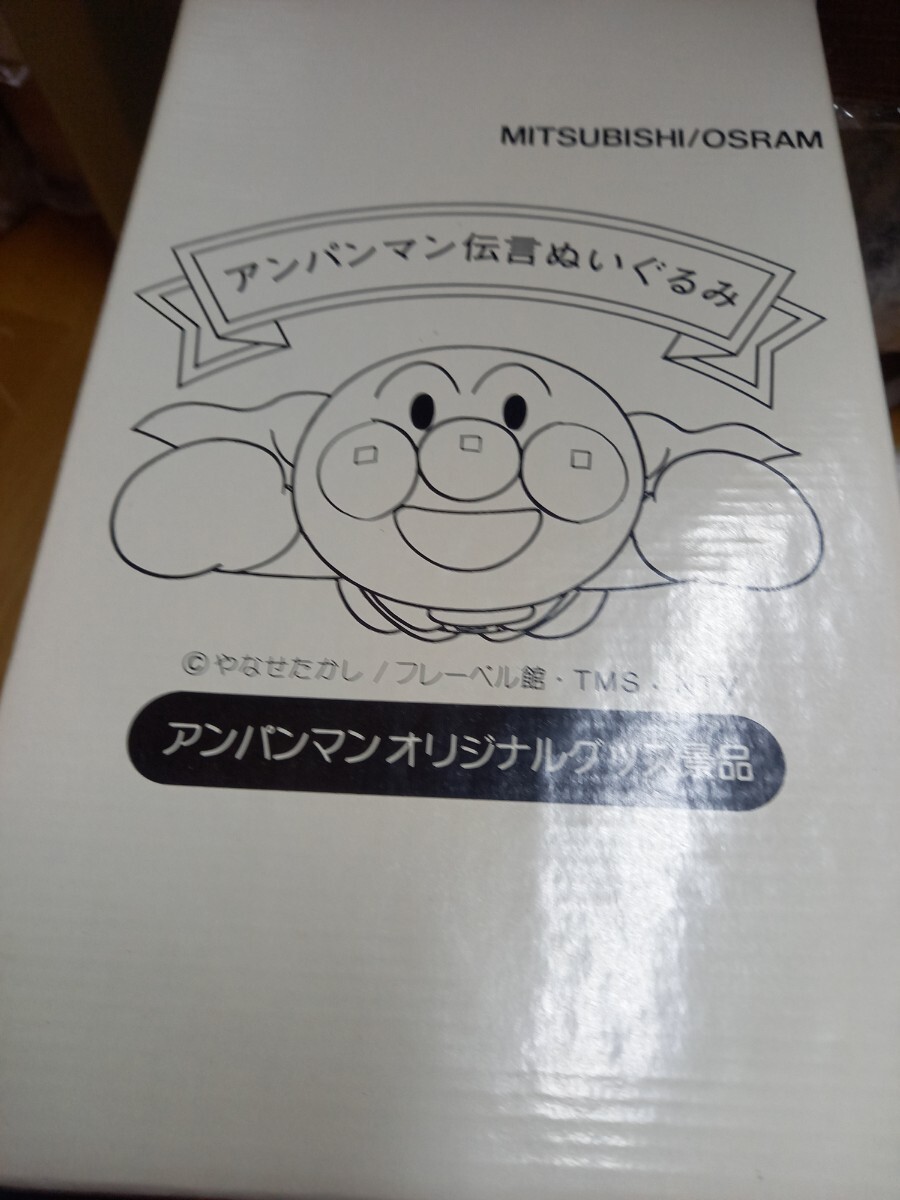 MITSUBISHI/OSRAM
アンパンマン伝言ぬいぐるみ
©やなせたかし/フレーベル館・TMS・NTV
アンパンマンオリジナルグッズ景品